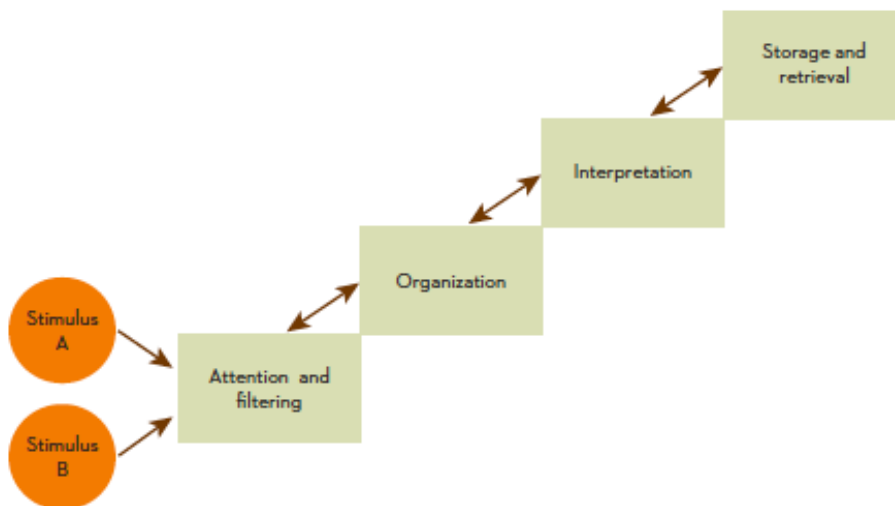 Storage and
retrieval
Interpretation
Organization
Stimulus
A
Attention and
filtering
Stimulus
B